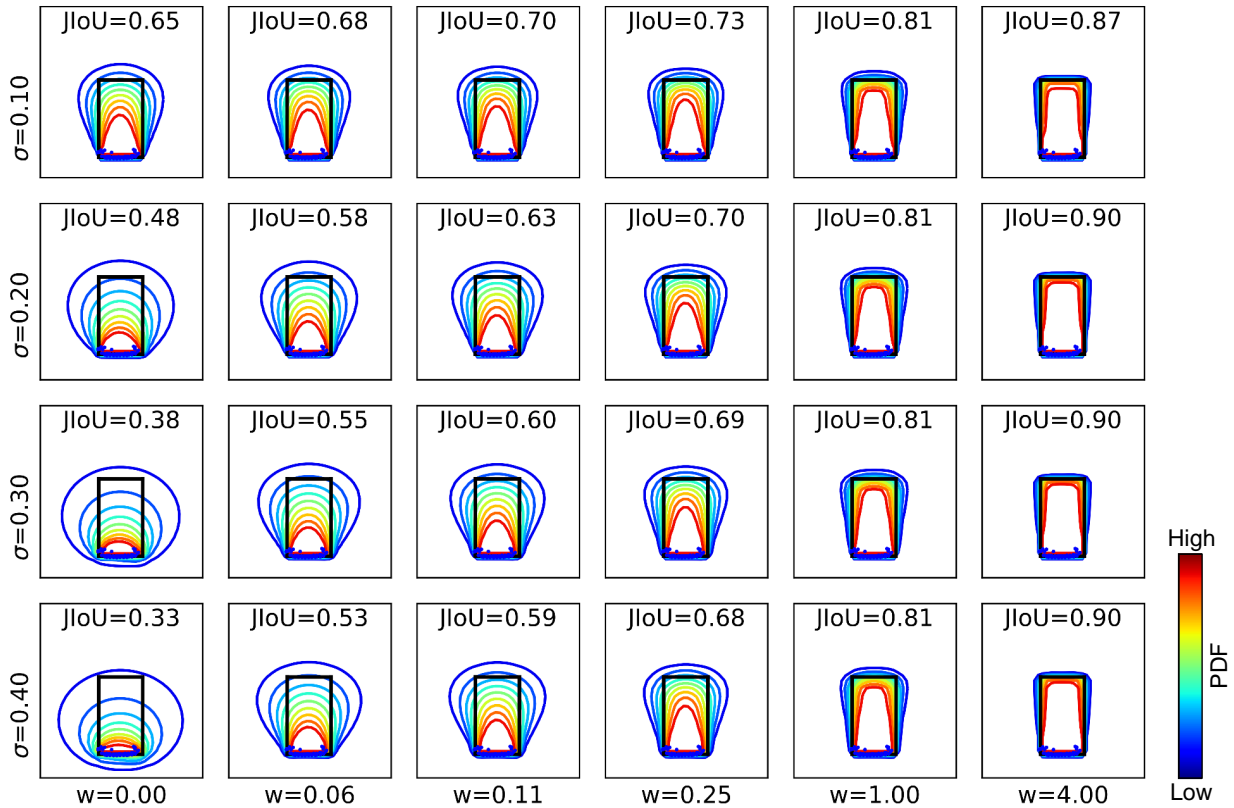 JIoU=0.65 JIoU=0.68 JIoU=0.70 JIoU=0.73 JIoU=0.81 JIoU=0.87
σ=0.10
JIoU=0.48 JIoU=0.58 JIoU=0.63 JIoU=0.70 JIoU=0.81 JIoU=0.90
σ=0.20
JIoU=0.38 JIoU=0.55 JIoU=0.60 JIoU=0.69 JIoU=0.81 JIoU=0.90
σ=0.30
High
JIoU=0.33 JIoU=0.53 JIoU=0.59 JIoU=0.68 JIoU=0.81 JIoU=0.90
σ=0.40
PDF
Low
w=0.00 w=0.06 w=0.11 w=0.25 w=1.00 w=4.00